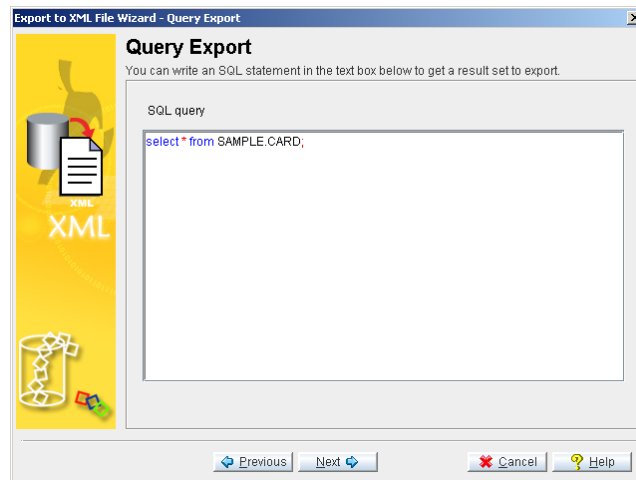 Export to XML File Wizard - Query Export
Query Export
You can write an SQL statement in the text box below to get a result set to export.
SQL query
select * from SAMPLE.CARD;
XML
XML
Previous Next Cancel Help